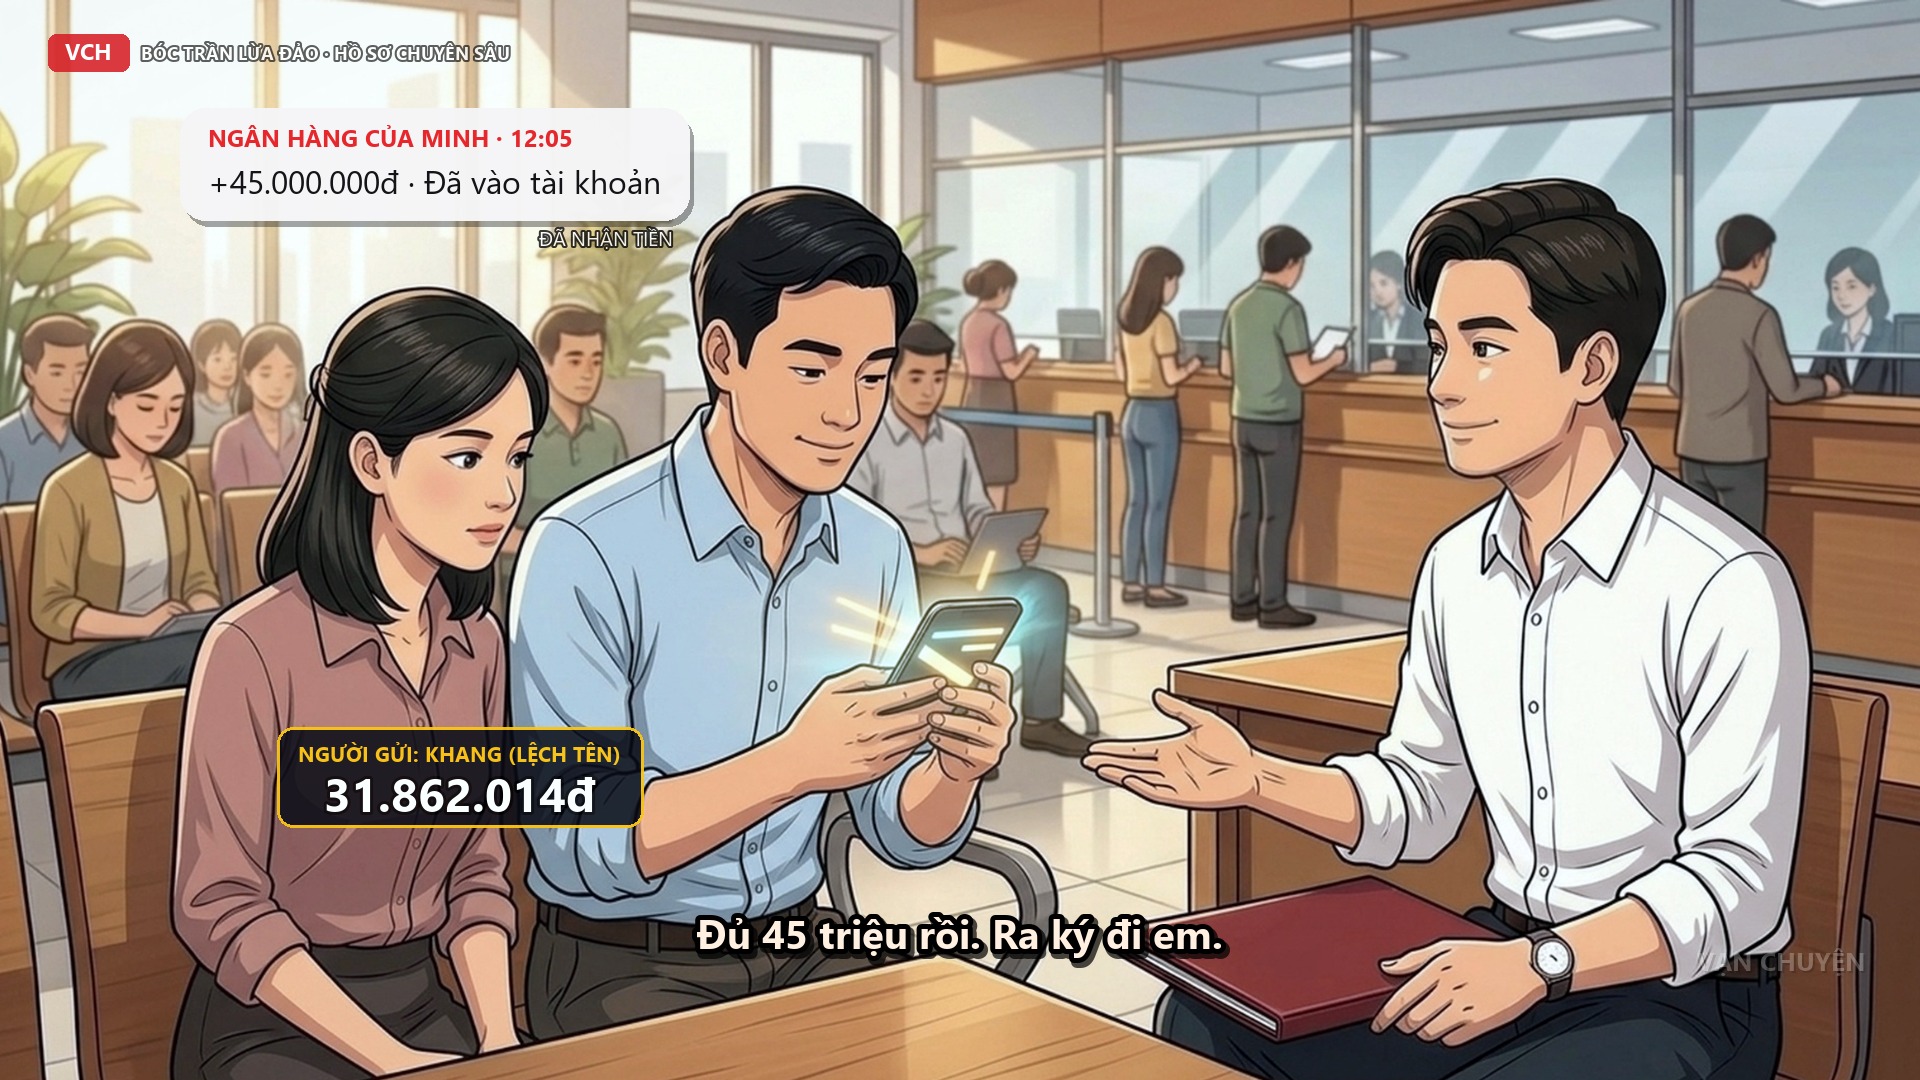 VCH BÓC TRẦN LỪA ĐẢO · HỒ SƠ CHUYÊN SÂU
NGÂN HÀNG CỦA MINH · 12:05
+45.000.000đ · Đã vào tài khoản
ĐÃ NHẬN TIỀN
NGƯỜI GỬI: KHANG (LỆCH TÊN)
31.862.014đ
Đủ 45 triệu rồi. Ra ký đi em.
VẠN CHUYỆN